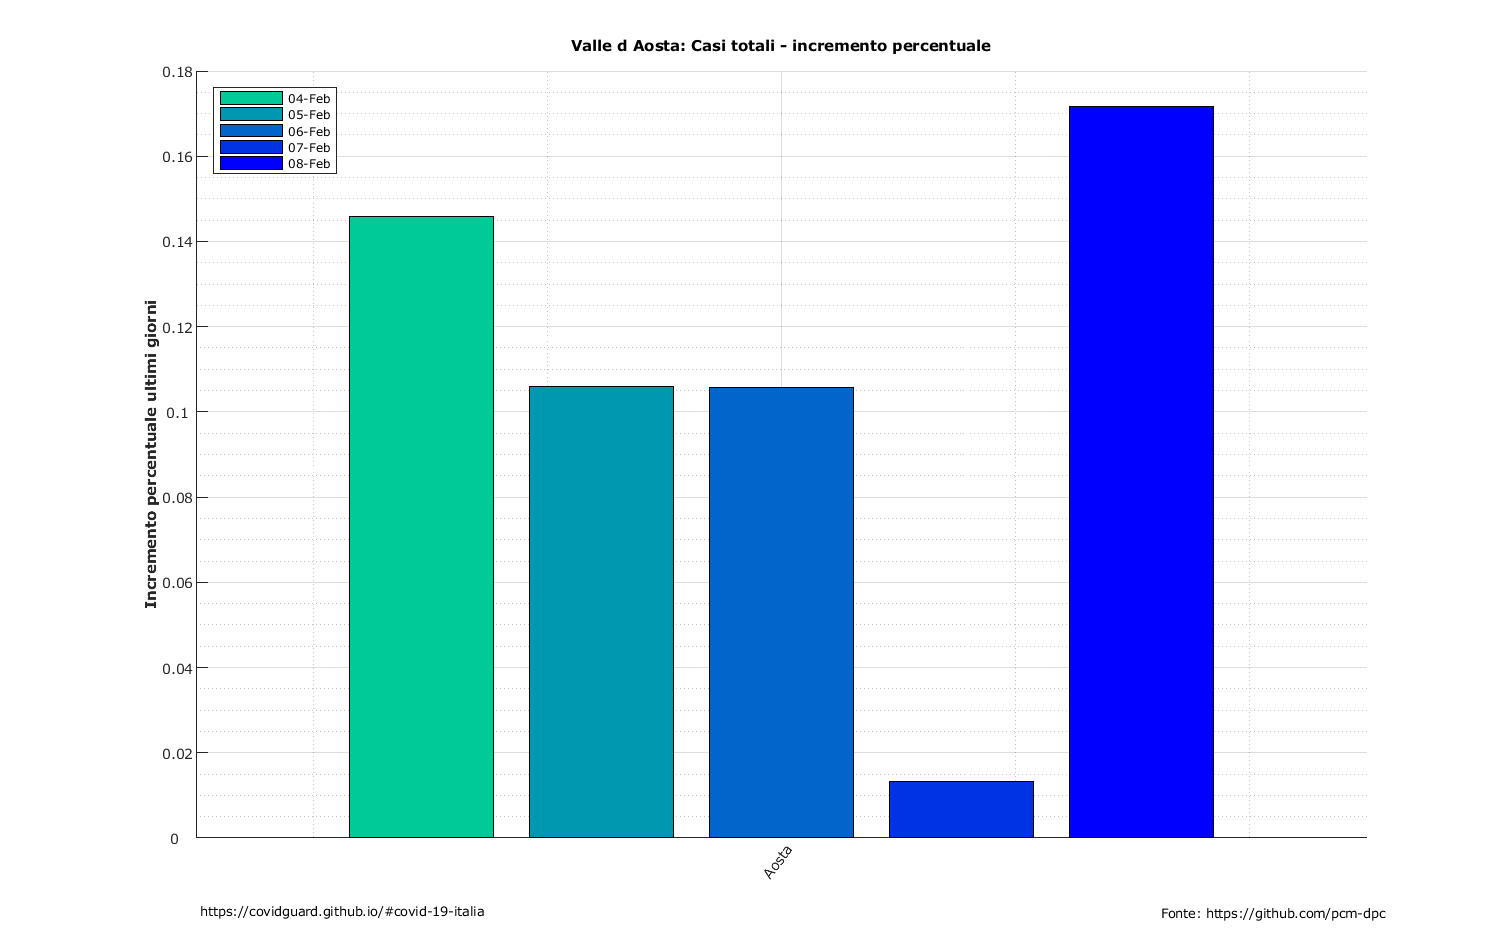 Valle d Aosta: Casi totali - incremento percentuale
0.18
0.16
0.14
0.12
0.1
0.08
0.06
0.04
0.02
0
04-Feb
05-Feb
06-Feb
07-Feb
08-Feb
Incremento percentuale ultimi giorni
Aosta
https://covidguard.github.io/#covid-19-italia
Fonte: https://github.com/pcm-dpc